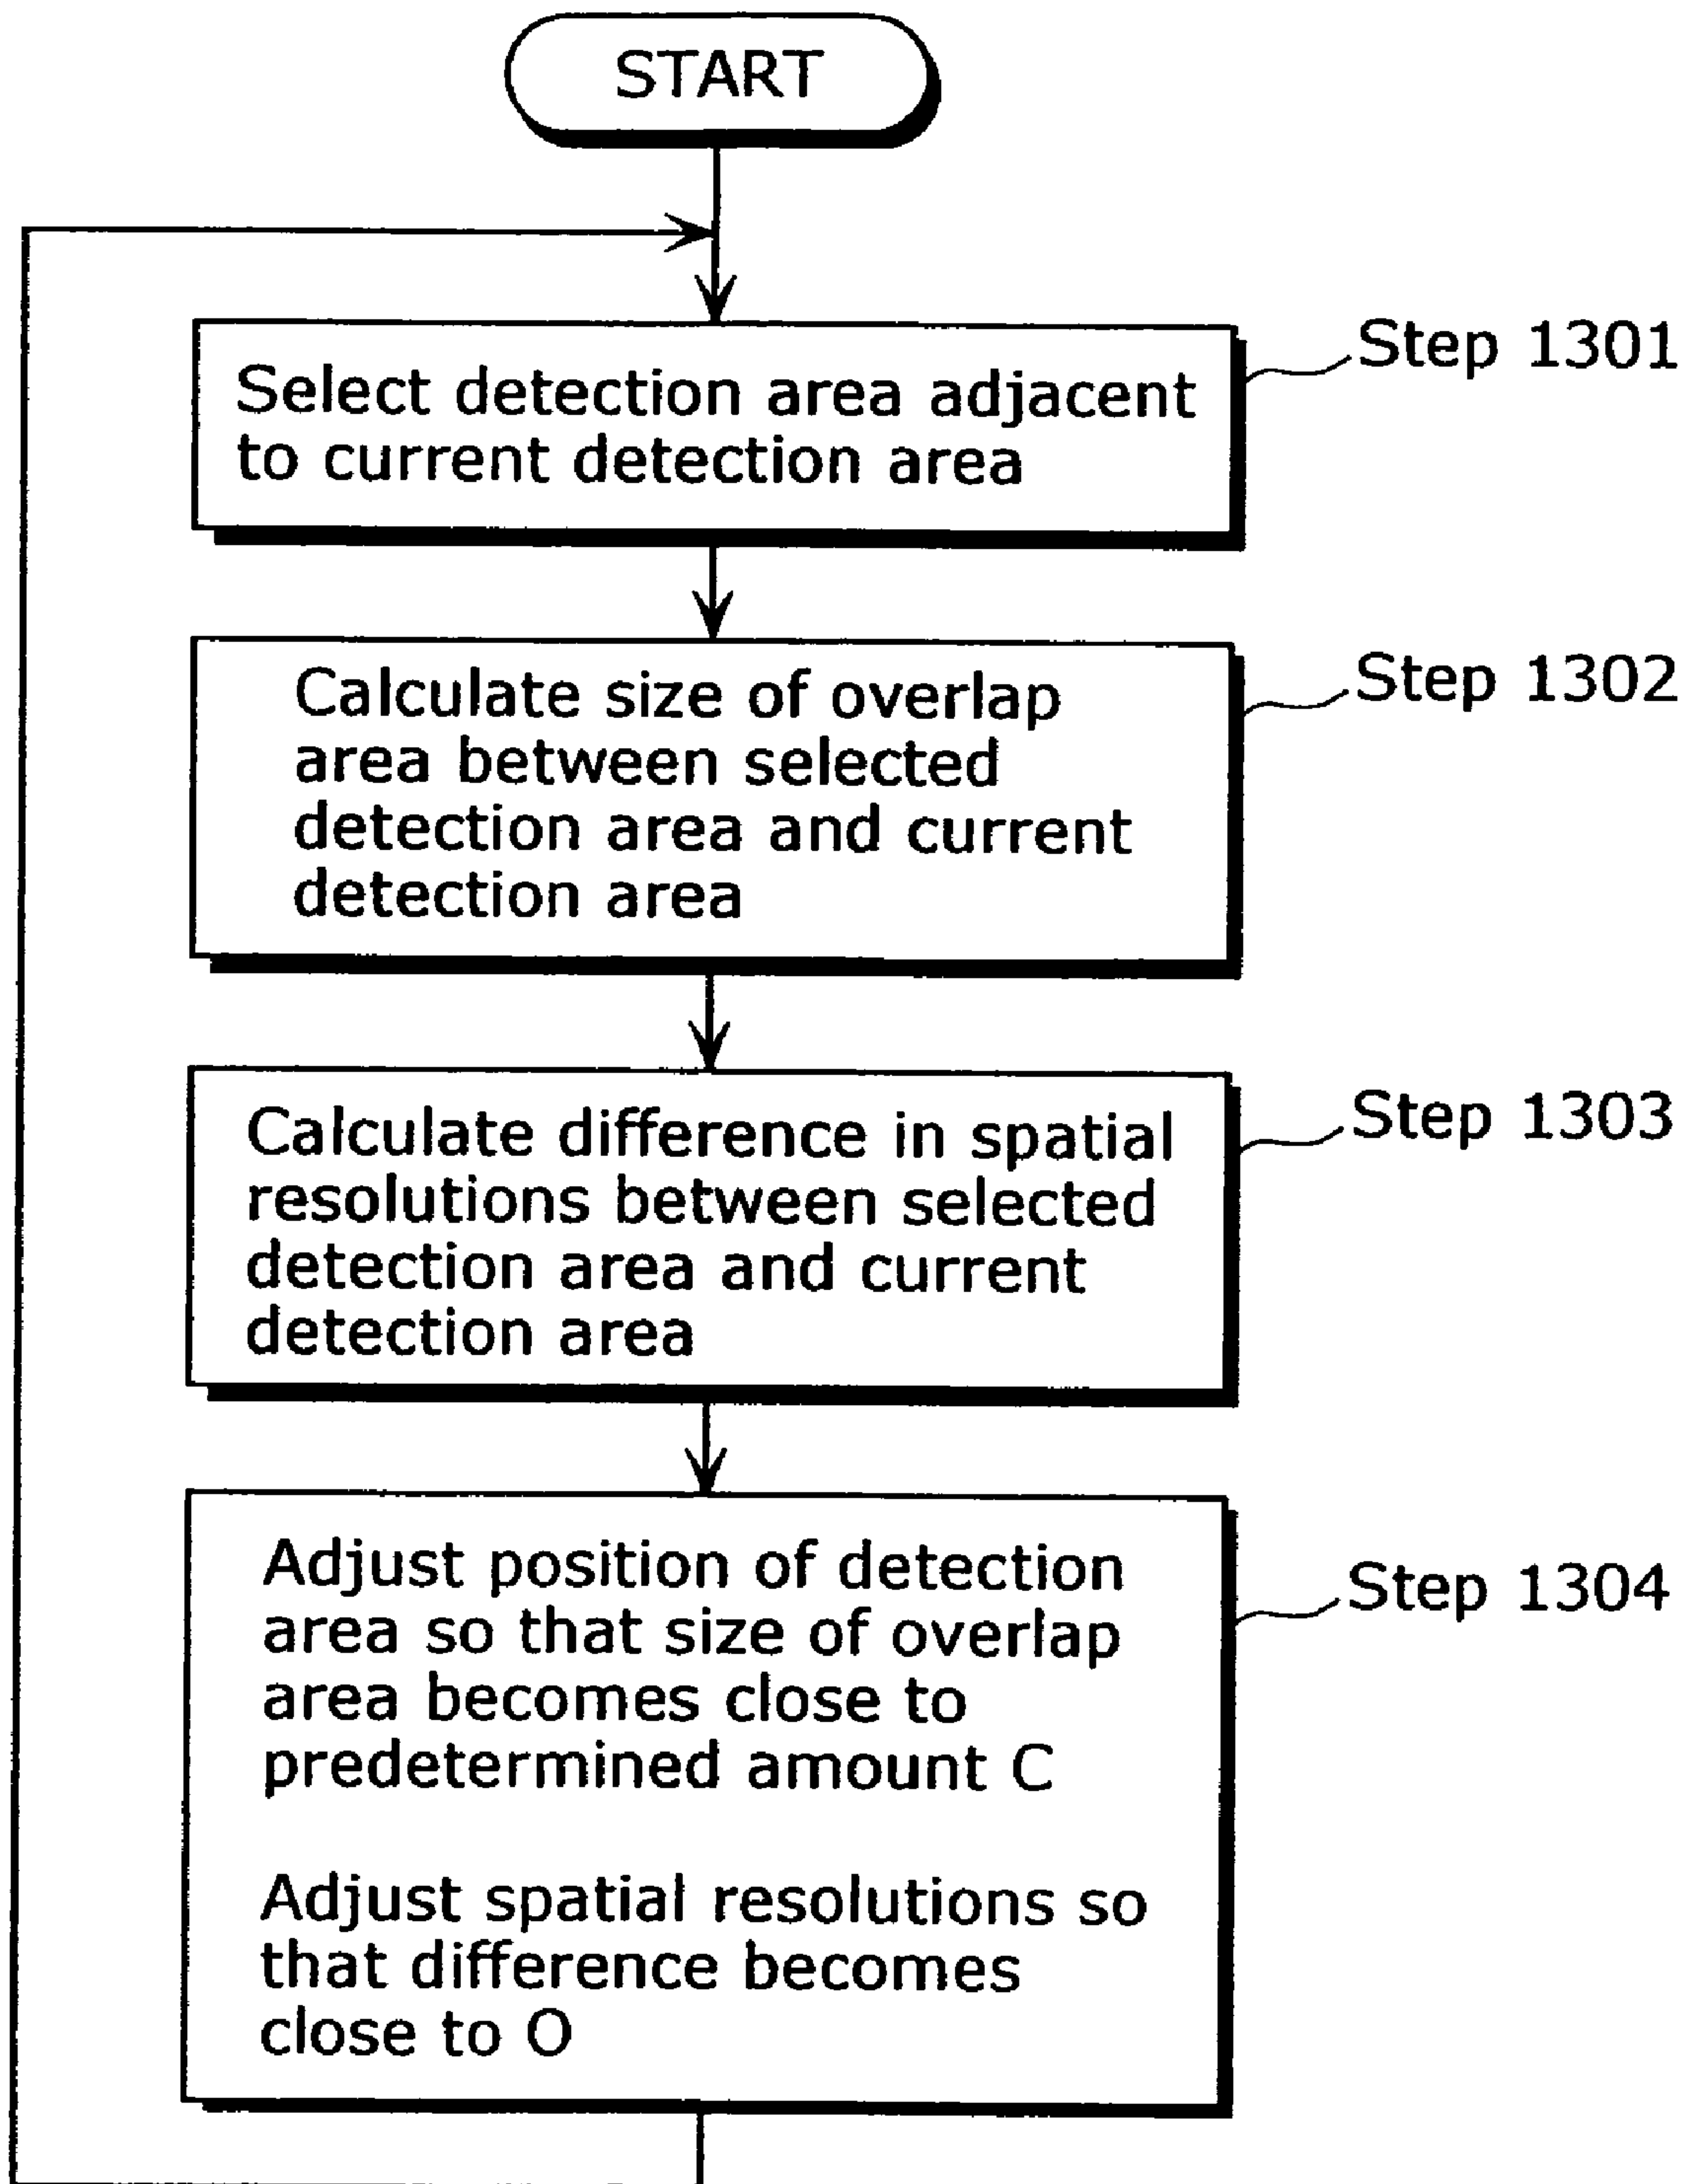 START
Step 1301
Select detection area adjacent
to current detection area
Step 1302
Calculate size of overlap
area between selected
detection area and current
detection area
Step 1303
Calculate difference in spatial
resolutions between selected
detection area and current
detection area
Step 1304
Adjust position of detection
area so that size of overlap
area becomes close to
predetermined amount C
Adjust spatial resolutions so
that difference becomes
close to O